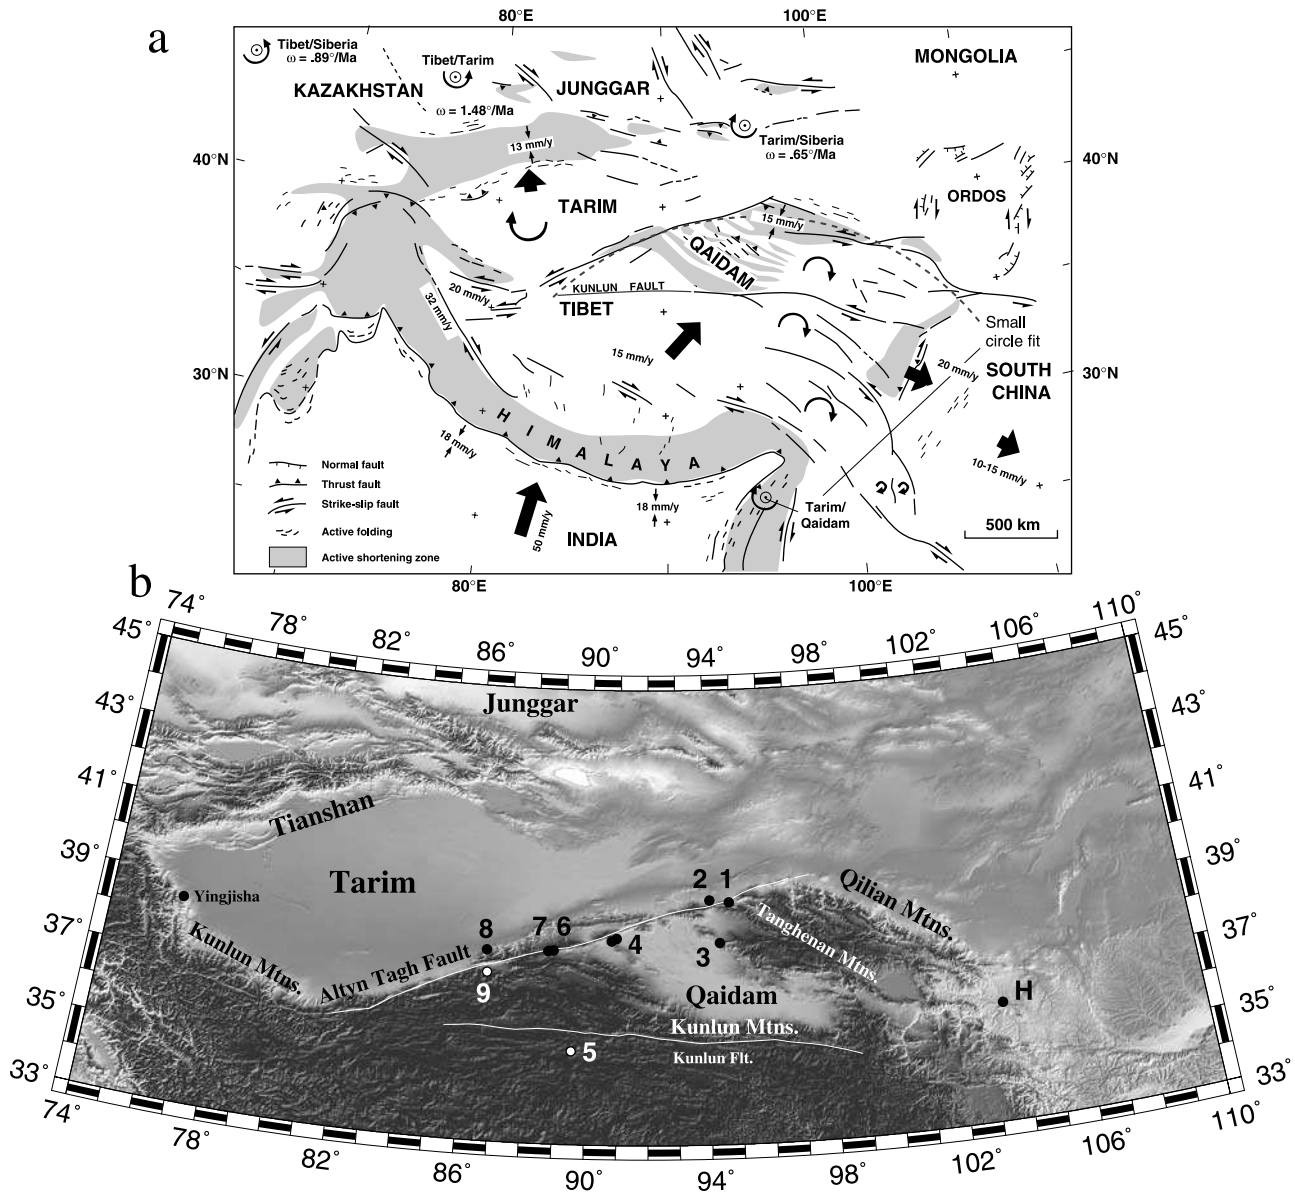 a
80°E
100°E
Tibet/Siberia
ω = .89°/Ma
Tibet/Tarim
ω = 1.48°/Ma
KAZAKHSTAN
JUNGGAR
MONGOLIA
Tarim/Siberia
ω = .65°/Ma
40°N
40°N
13 mm/y
ORDOS
TARIM
15 mm/y
QAIDAM
20 mm/y
32 mm/y
KUNLUN FAULT
TIBET
Small
circle fit
15 mm/y
30°N
20 mm/y
30°N
SOUTH
CHINA
HIMALAYA
18 mm/y
10-15 mm/y
Normal fault
Thrust fault
Strike-slip fault
Active folding
Active shortening zone
18 mm/y
50 mm/y
INDIA
Tarim/
Qaidam
500 km
80°E
100°E
b
74°
78°
82°
86°
90°
94°
98°
102°
106°
110°
45°
45°
43°
43°
41°
41°
39°
39°
37°
37°
35°
35°
33°
33°
Junggar
Tianshan
Tarim
Yingjisha
Kunlun Mtns.
Altyn Tagh Fault
Qilian Mtns.
Tanghenan Mtns.
2 1
7 6
8
4
3
9
H
Qaidam
Kunlun Mtns.
5
Kunlun Flt.
74°
78°
82°
86°
90°
94°
98°
102°
106°
110°